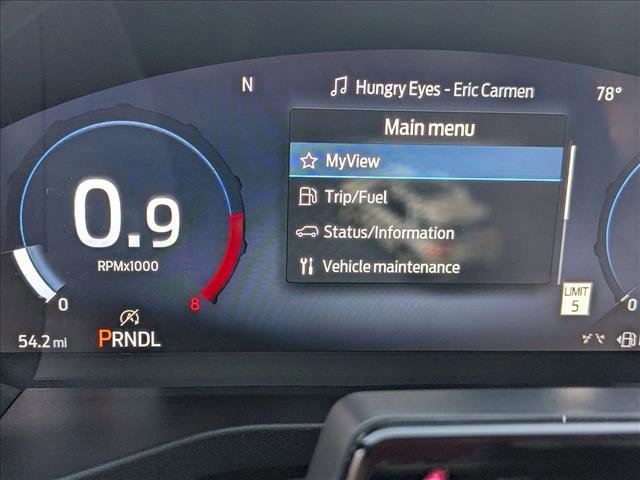 N
Hungry Eyes - Eric Carmen
78°
Main menu
MyView
Trip/Fuel
Status/Information
Vehicle maintenance
0.9
RPMx1000
0
8
LIMIT
5
0
54.2 mi
PRNDL